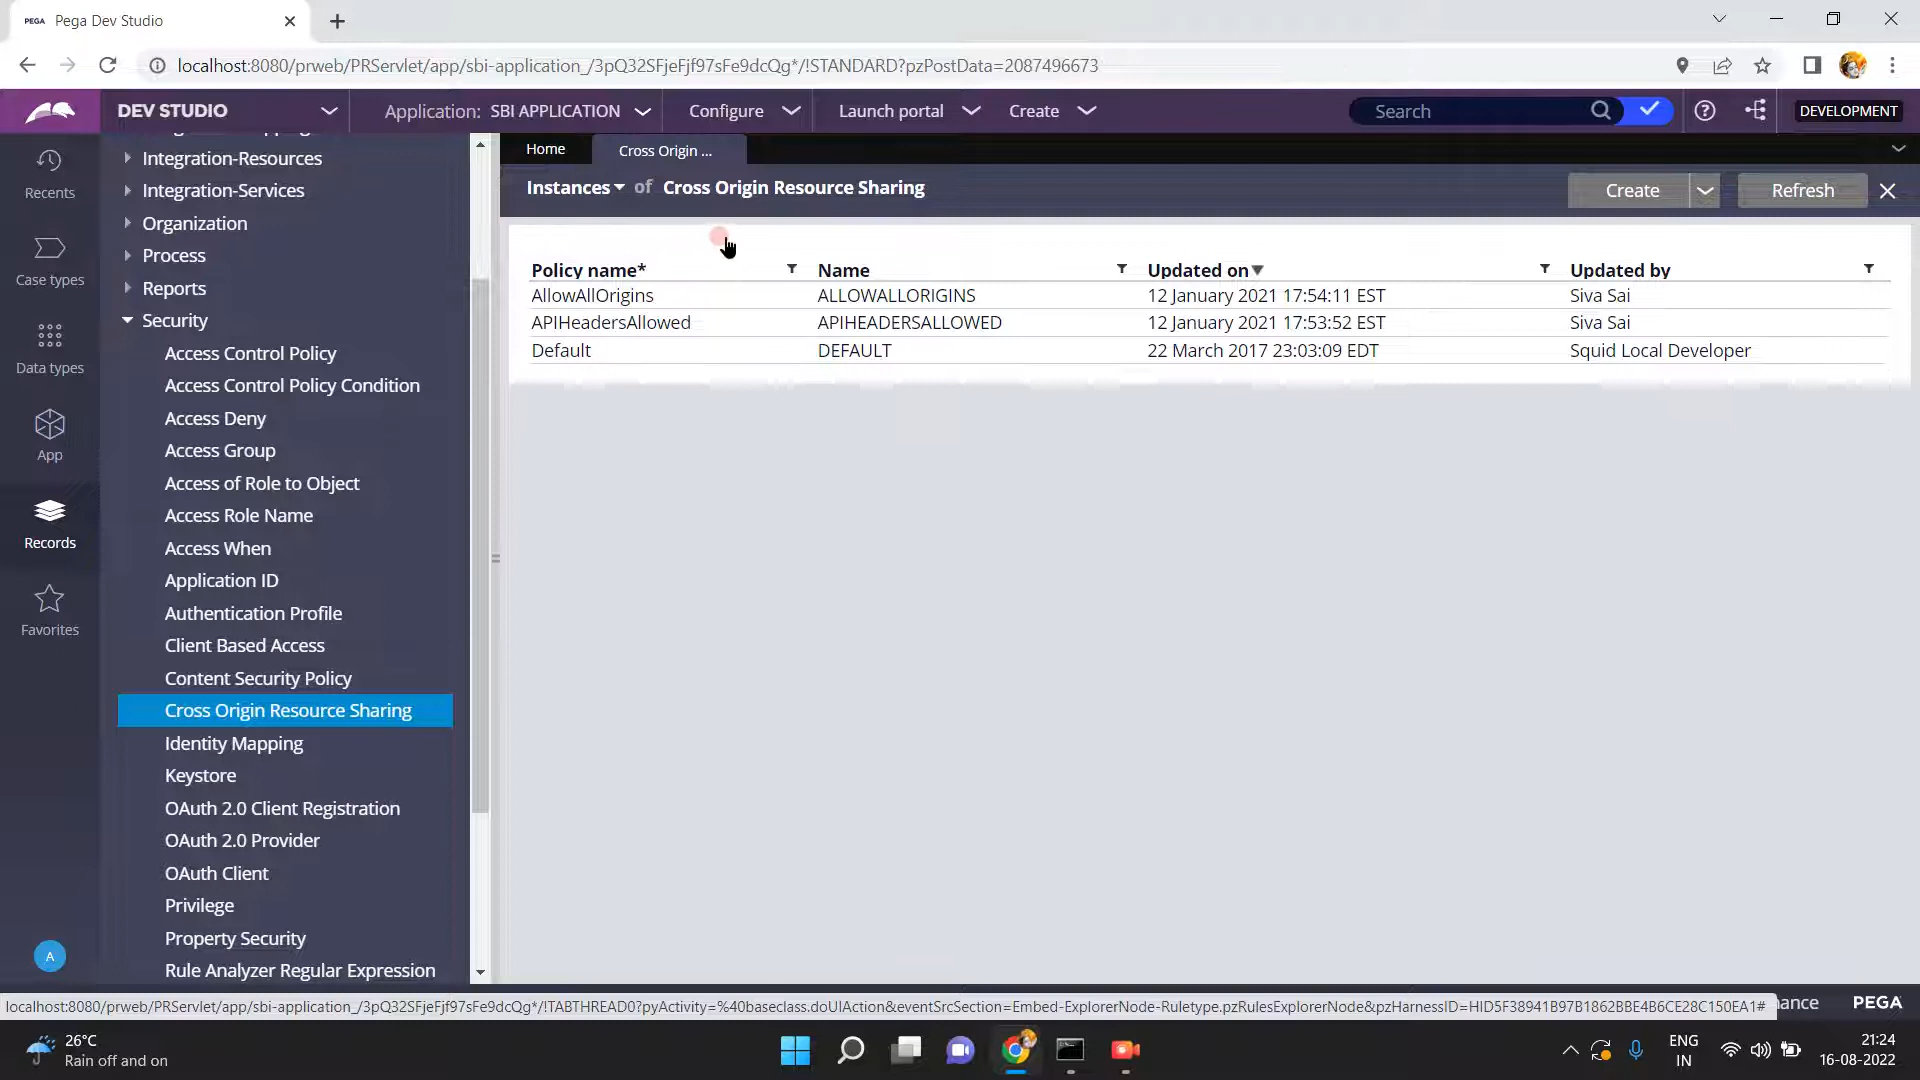 PEGA Pega Dev Studio
localhost:8080/prweb/PRServlet/app/sbi-application_/3pQ32SFjeFjf97sFe9dcQg*/!STANDARD?pzPostData=2087496673
DEV STUDIO
Application: SBI APPLICATION
Configure
Launch portal
Create
Search
DEVELOPMENT
Recents
Case types
Data types
App
Records
Favorites
A
Integration-Resources
Integration-Services
Organization
Process
Reports
Security
Access Control Policy
Access Control Policy Condition
Access Deny
Access Group
Access of Role to Object
Access Role Name
Access When
Application ID
Authentication Profile
Client Based Access
Content Security Policy
Cross Origin Resource Sharing
Identity Mapping
Keystore
OAuth 2.0 Client Registration
OAuth 2.0 Provider
OAuth Client
Privilege
Property Security
Rule Analyzer Regular Expression
Home
Cross Origin ...
Instances of Cross Origin Resource Sharing
Create
Refresh
Policy name* Name Updated on Updated by
AllowAllOrigins ALLOWALLORIGINS 12 January 2021 17:54:11 EST Siva Sai
APIHeadersAllowed APIHEADERSALLOWED 12 January 2021 17:53:52 EST Siva Sai
Default DEFAULT 22 March 2017 23:03:09 EDT Squid Local Developer
localhost:8080/prweb/PRServlet/app/sbi-application_/3pQ32SFjeFjf97sFe9dcQg*/!TABTHREAD0?pyActivity=%40baseclass.doUIAction&eventSrcSection=Embed-ExplorerNode-Ruletype.pzRulesExplorerNode&pzHarnessID=HID5F38941B97B1862BBE4B6CE28C150EA1#
PEGA
26°C
Rain off and on
ENG
IN
21:24
16-08-2022